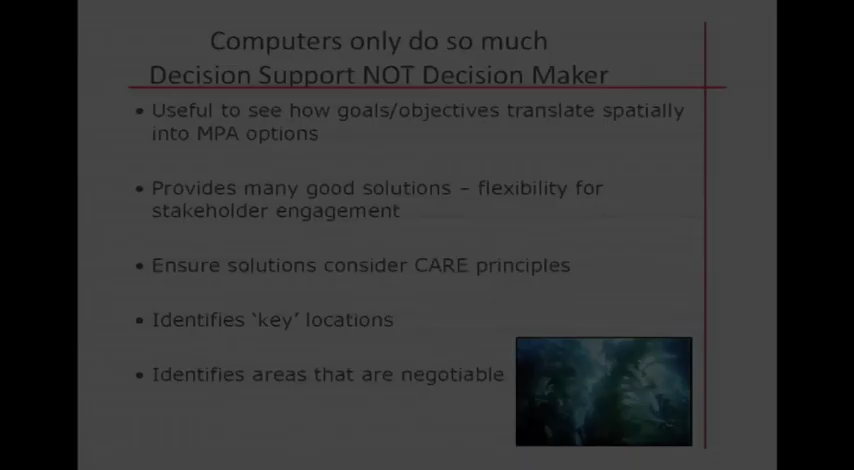 Computers only do so much
Decision Support NOT Decision Maker
• Useful to see how goals/objectives translate spatially
into MPA options
• Provides many good solutions – flexibility for
stakeholder engagement
• Ensure solutions consider CARE principles
• Identifies ‘key’ locations
• Identifies areas that are negotiable